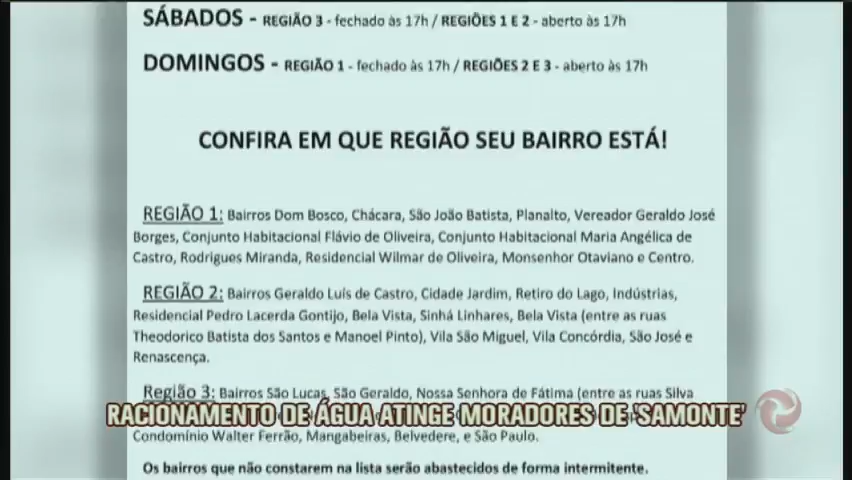 SÁBADOS - REGIÃO 3 - fechado às 17h / REGIÕES 1 E 2 - aberto às 17h
DOMINGOS - REGIÃO 1 - fechado às 17h / REGIÕES 2 E 3 - aberto às 17h
CONFIRA EM QUE REGIÃO SEU BAIRRO ESTÁ!
REGIÃO 1: Bairros Dom Bosco, Chácara, São João Batista, Planalto, Vereador Geraldo José
Borges, Conjunto Habitacional Flávio de Oliveira, Conjunto Habitacional Maria Angélica de
Castro, Rodrigues Miranda, Residencial Wilmar de Oliveira, Monsenhor Otaviano e Centro.
REGIÃO 2: Bairros Geraldo Luís de Castro, Cidade Jardim, Retiro do Lago, Indústrias,
Residencial Pedro Lacerda Gontijo, Bela Vista, Sinhá Linhares, Bela Vista (entre as ruas
Theodorico Batista dos Santos e Manoel Pinto), Vila São Miguel, Vila Concórdia, São José e
Renascença.
Região 3: Bairros São Lucas, São Geraldo, Nossa Senhora de Fátima (entre as ruas Silva
RACIONAMENTO DE ÁGUA ATINGE MORADORES DE 'SAMONTE'
Condomínio Walter Ferrão, Mangabeiras, Belvedere, e São Paulo.
Os bairros que não constarem na lista serão abastecidos de forma intermitente.